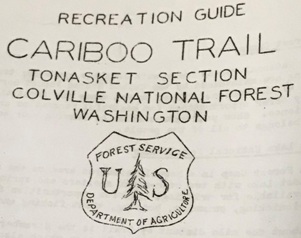 RECREATION GUIDE
CARIBOO TRAIL
TONASKET SECTION
COLVILLE NATIONAL FOREST
WASHINGTON
FOREST SERVICE
U S
DEPARTMENT OF AGRICULTURE